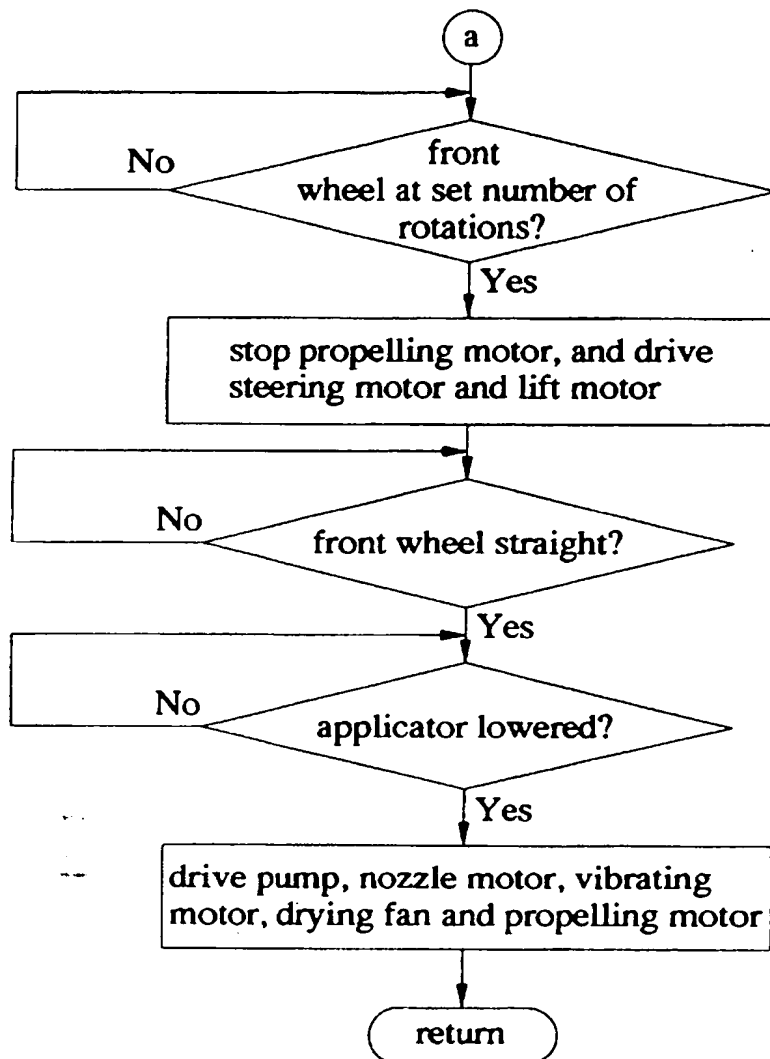 a
No
front
wheel at set number of
rotations?
Yes
stop propelling motor, and drive
steering motor and lift motor
No
front wheel straight?
Yes
No
applicator lowered?
Yes
drive pump, nozzle motor, vibrating
motor, drying fan and propelling motor
return